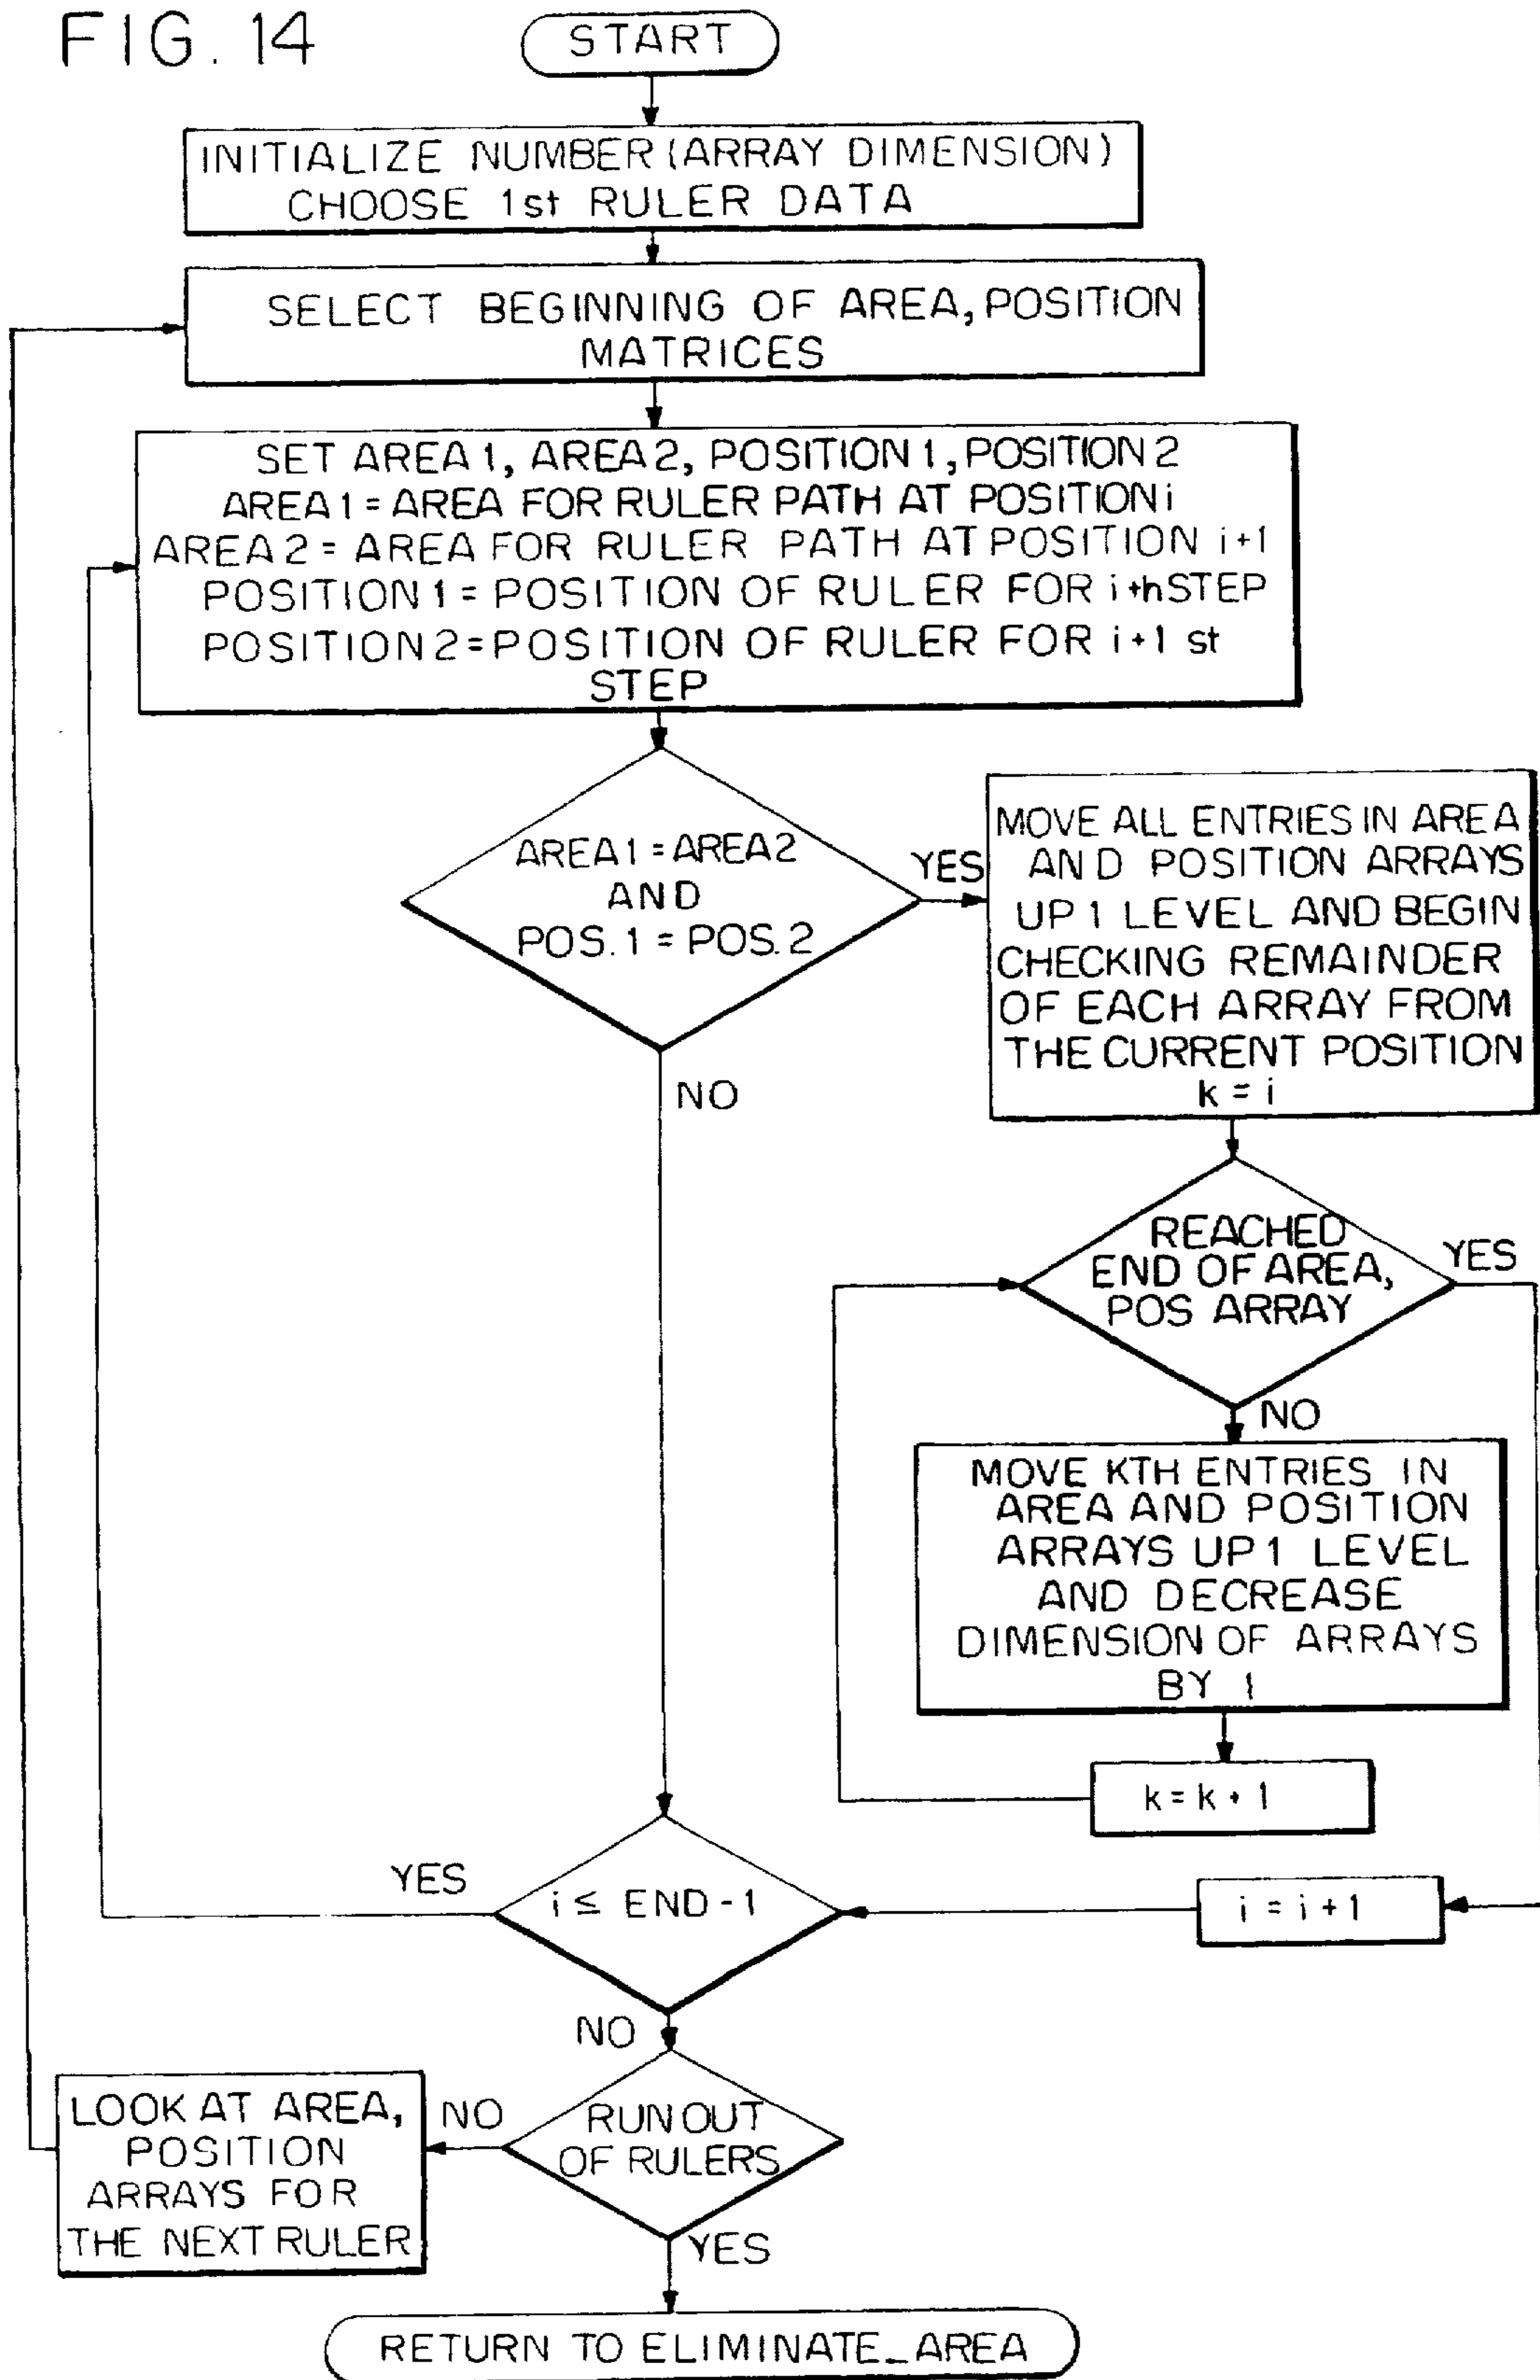 FIG. 14
START
INITIALIZE NUMBER (ARRAY DIMENSION)
CHOOSE 1st RULER DATA
SELECT BEGINNING OF AREA, POSITION
MATRICES
SET AREA 1, AREA 2, POSITION 1, POSITION 2
AREA 1 = AREA FOR RULER PATH AT POSITION i
AREA 2 = AREA FOR RULER PATH AT POSITION i+1
POSITION 1 = POSITION OF RULER FOR i+h STEP
POSITION 2 = POSITION OF RULER FOR i+1 st
STEP
AREA 1 = AREA 2
AND
POS. 1 = POS. 2
YES
NO
MOVE ALL ENTRIES IN AREA
AND POSITION ARRAYS
UP 1 LEVEL AND BEGIN
CHECKING REMAINDER
OF EACH ARRAY FROM
THE CURRENT POSITION
k = i
REACHED
END OF AREA,
POS ARRAY
YES
NO
MOVE KTH ENTRIES IN
AREA AND POSITION
ARRAYS UP 1 LEVEL
AND DECREASE
DIMENSION OF ARRAYS
BY 1
k = k + 1
i = i + 1
i ≤ END - 1
YES
NO
RUN OUT
OF RULERS
NO
YES
LOOK AT AREA,
POSITION
ARRAYS FOR
THE NEXT RULER
RETURN TO ELIMINATE_AREA